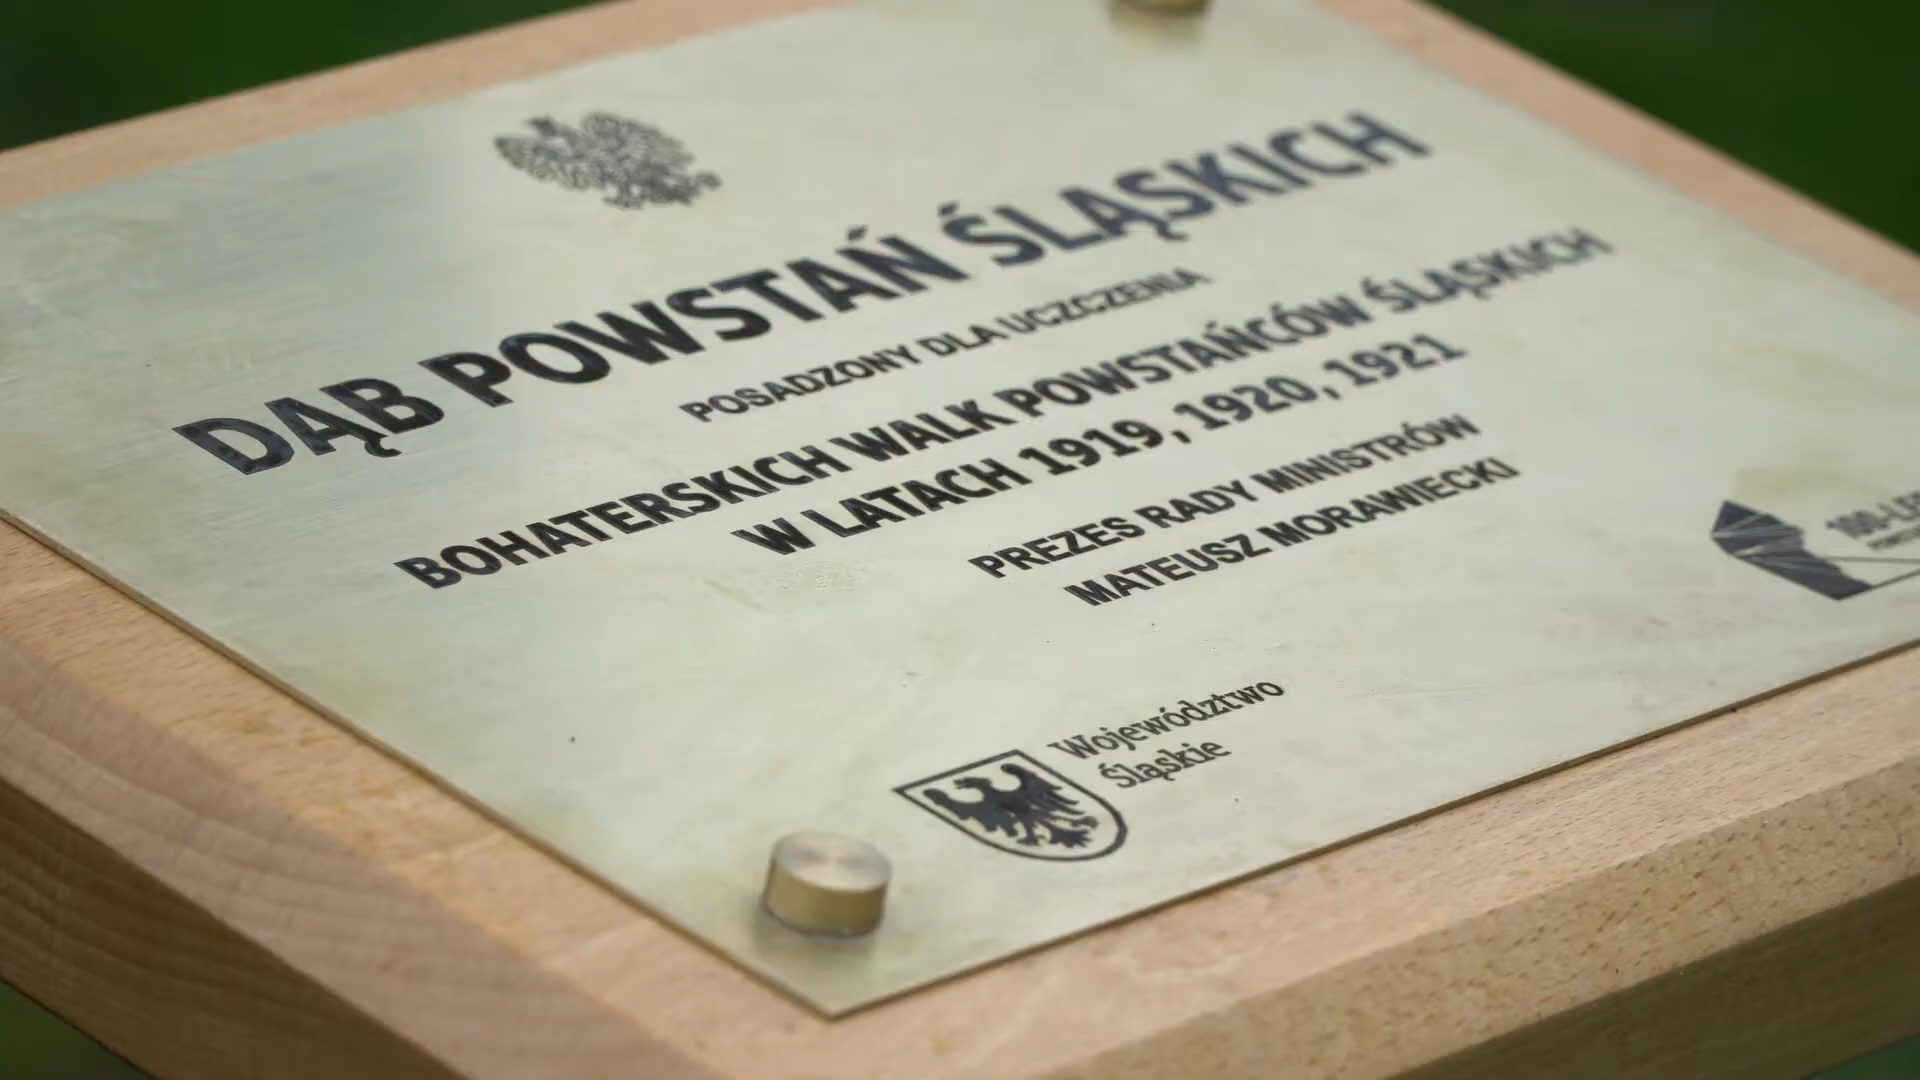 DĄB POWSTAŃ ŚLĄSKICH
POSADZONY DLA UCZCZENIA
BOHATERSKICH WALK POWSTAŃCÓW ŚLĄSKICH
W LATACH 1919, 1920, 1921
PREZES RADY MINISTRÓW
MATEUSZ MORAWIECKI
Województwo
Śląskie